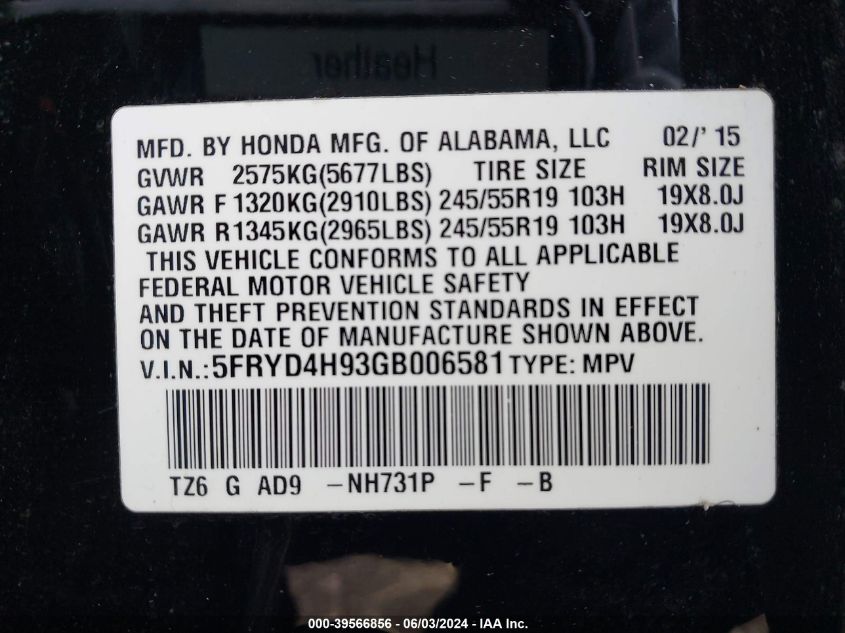 Heather
MFD. BY HONDA MFG. OF ALABAMA, LLC 02/' 15
GVWR 2575KG(5677LBS) TIRE SIZE RIM SIZE
GAWR F 1320KG(2910LBS) 245/55R19 103H 19X8.0J
GAWR R1345KG(2965LBS) 245/55R19 103H 19X8.0J
THIS VEHICLE CONFORMS TO ALL APPLICABLE
FEDERAL MOTOR VEHICLE SAFETY
AND THEFT PREVENTION STANDARDS IN EFFECT
ON THE DATE OF MANUFACTURE SHOWN ABOVE.
V.I.N.:5FRYD4H93GB006581 TYPE: MPV
TZ6 G AD9 -NH731P -F -B
000-39566856 - 06/03/2024 - IAA Inc.